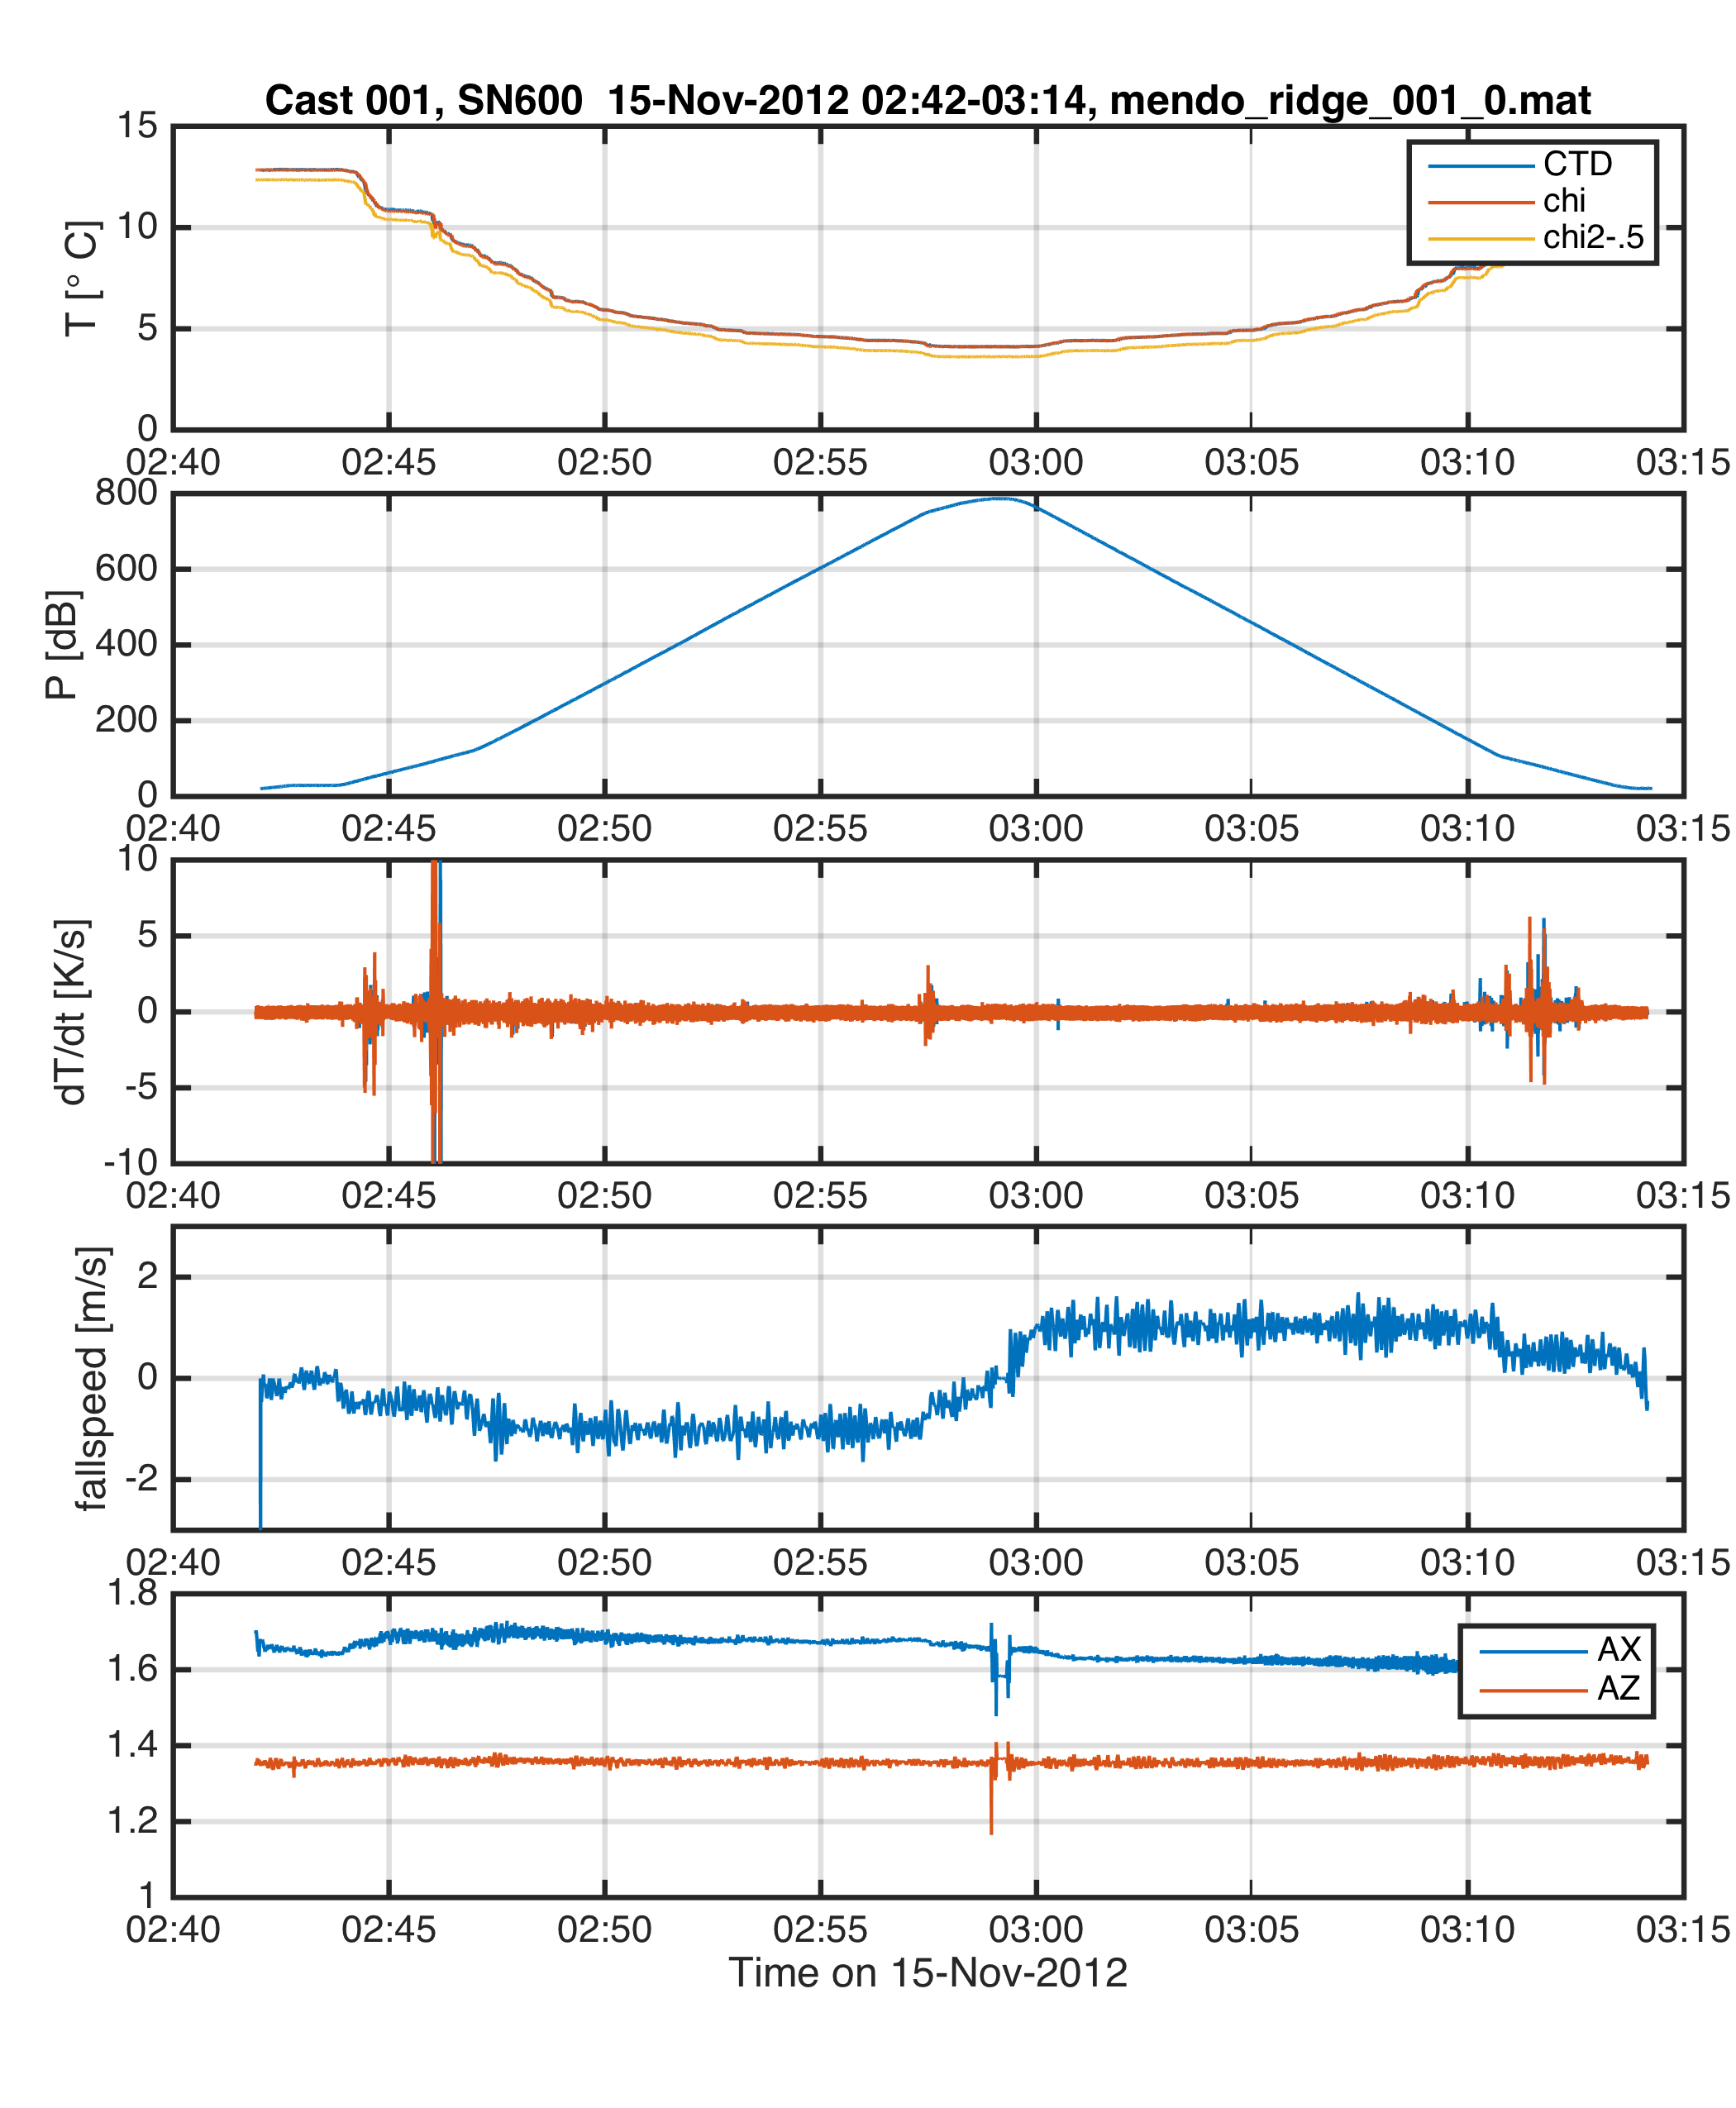 Cast 001, SN600  15-Nov-2012 02:42-03:14, mendo_ridge_001_0.mat
15
10
5
0
T [° C]
CTD
chi
chi2-.5
02:40 02:45 02:50 02:55 03:00 03:05 03:10 03:15
800
600
400
200
0
P [dB]
02:40 02:45 02:50 02:55 03:00 03:05 03:10 03:15
10
5
0
-5
-10
dT/dt [K/s]
02:40 02:45 02:50 02:55 03:00 03:05 03:10 03:15
2
0
-2
fallspeed [m/s]
02:40 02:45 02:50 02:55 03:00 03:05 03:10 03:15
1.8
1.6
1.4
1.2
1
AX
AZ
02:40 02:45 02:50 02:55 03:00 03:05 03:10 03:15
Time on 15-Nov-2012